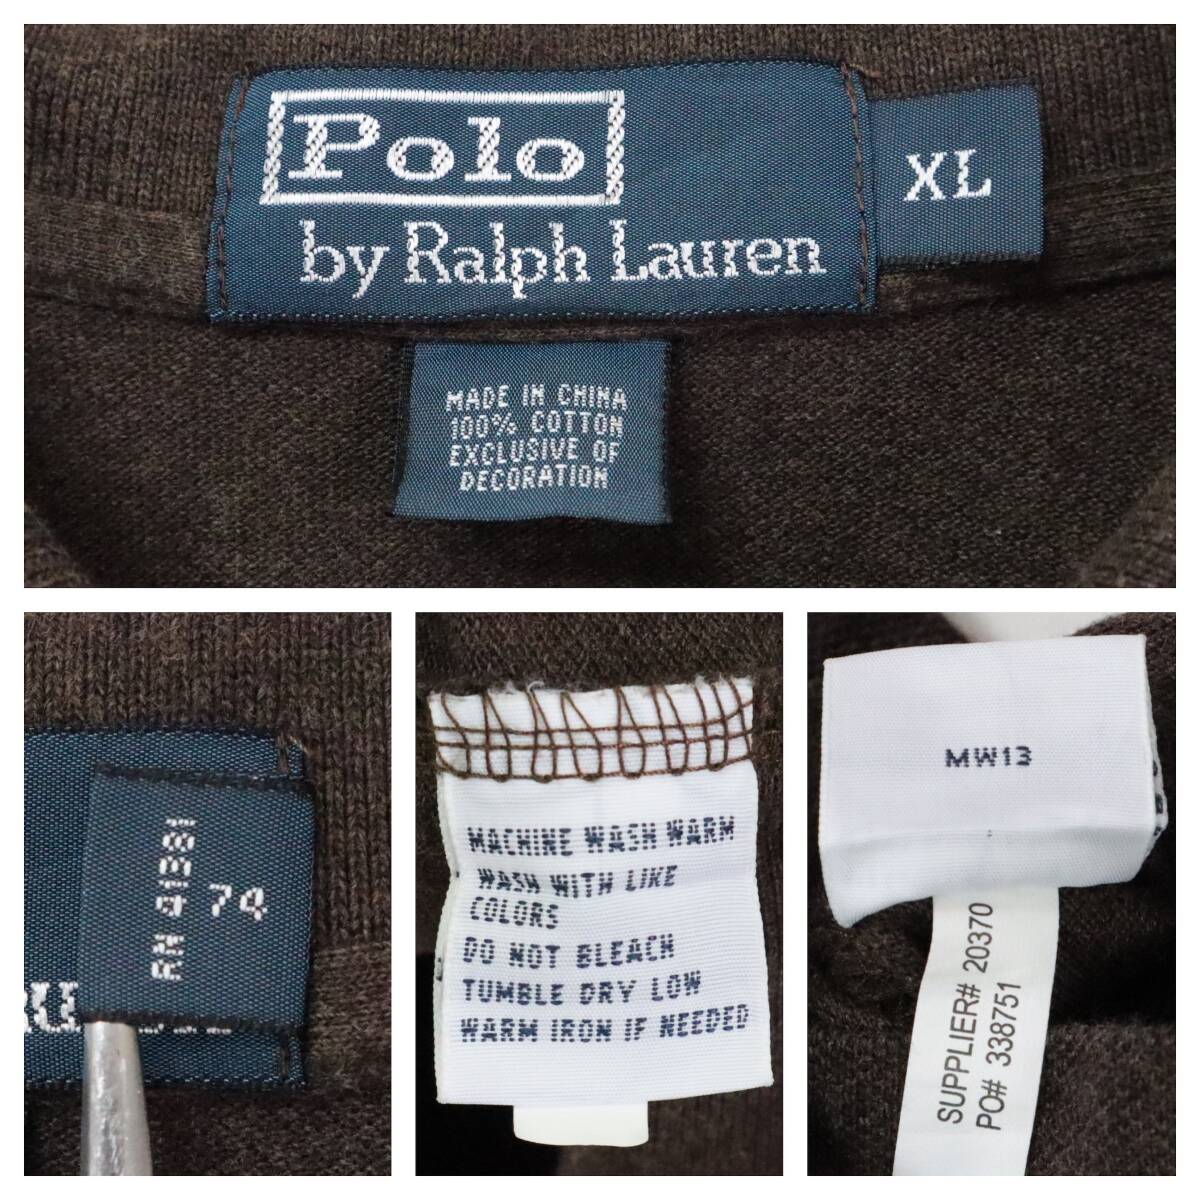 Polo
by Ralph Lauren
XL
MADE IN CHINA
100% COTTON
EXCLUSIVE OF
DECORATION
RN 41381
74
MACHINE WASH WARM
WASH WITH LIKE
COLORS
DO NOT BLEACH
TUMBLE DRY LOW
WARM IRON IF NEEDED
MW13
SUPPLIER# 20370
PO# 338751